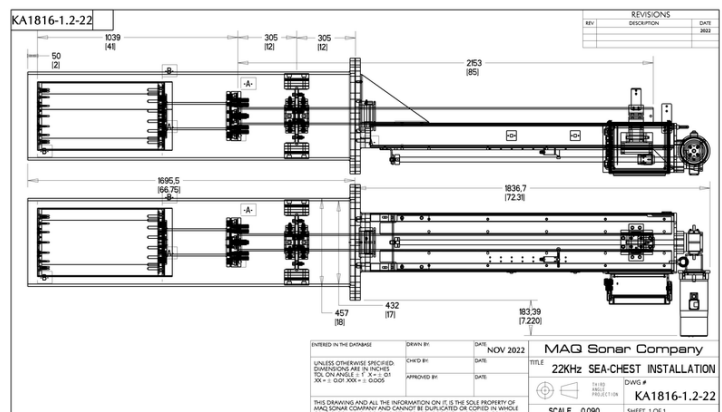 KA1816-1.2-22
REVISIONS
REV DESCRIPTION DATE
2022
1039
[41]
305
[12]
305
[12]
50
[2]
2153
[85]
-B-
-A-
1695,5
[66.75]
1836,7
[72.31]
-A-
432
[17]
457
[18]
183,39
[7.220]
ENTERED IN THE DATABASE
DRWN BY:
DATE:
NOV 2022
MAQ Sonar Company
UNLESS OTHERWISE SPECIFIED:
DIMENSIONS ARE IN INCHES
TOL ON ANGLE ± 1° X = ± 0.1
.XX = ± 0.01 .XXX = ± 0.005
CHK'D BY:
DATE:
APPROVED BY:
DATE:
TITLE
22KHz SEA-CHEST INSTALLATION
THIRD
ANGLE
PROJECTION
DWG #
KA1816-1.2-22
THIS DRAWING AND ALL THE INFORMATION ON IT, IS THE SOLE PROPERTY OF
MAQ SONAR COMPANY AND CANNOT BE DUPLICATED OR COPIED IN WHOLE
SCALE 0.090
SHEET 1 OF 1